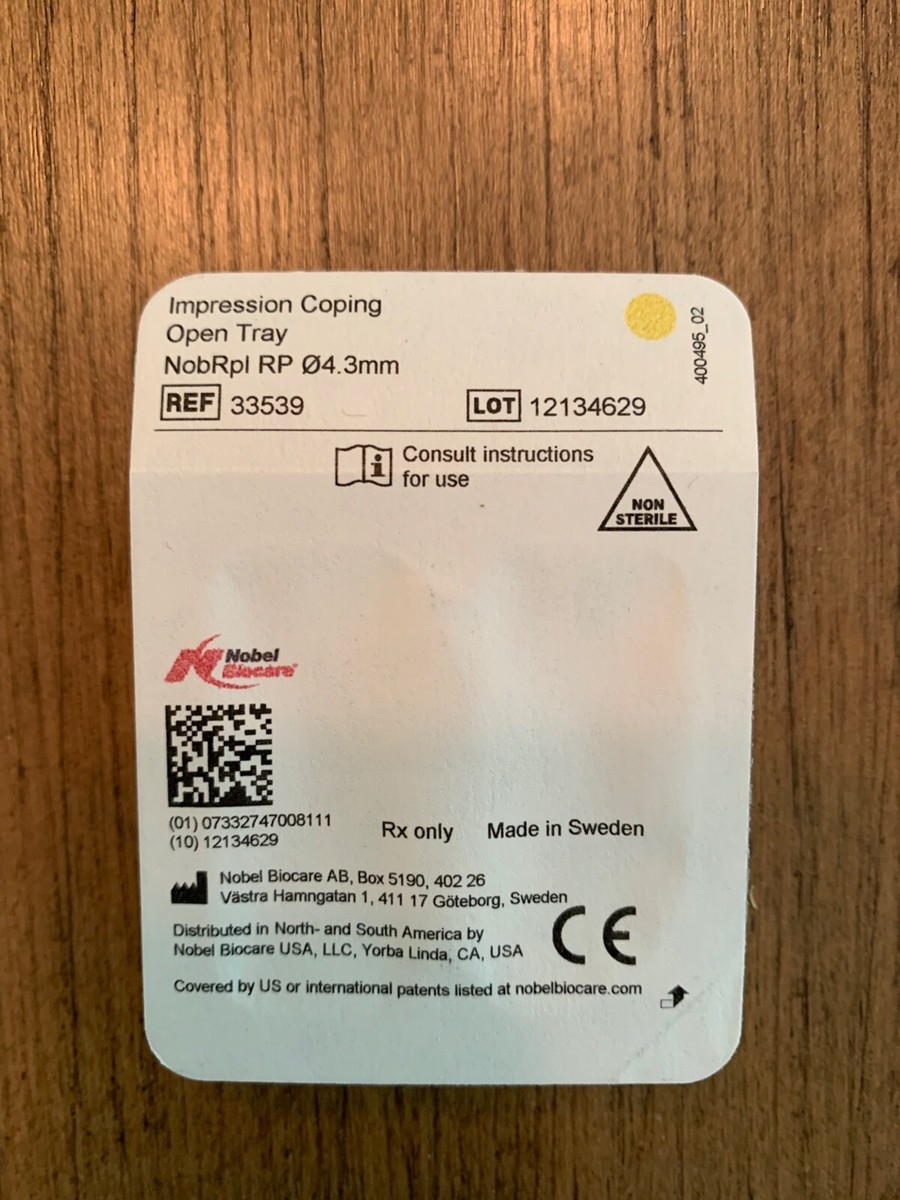 Impression Coping
Open Tray
NobRpl RP Ø4.3mm
400495_02
REF 33539 LOT 12134629
Consult instructions
for use
NON
STERILE
Nobel
Biocare®
(01) 07332747008111
(10) 12134629
Rx only Made in Sweden
Nobel Biocare AB, Box 5190, 402 26
Västra Hamngatan 1, 411 17 Göteborg, Sweden
CE
Distributed in North- and South America by
Nobel Biocare USA, LLC, Yorba Linda, CA, USA
Covered by US or international patents listed at nobelbiocare.com